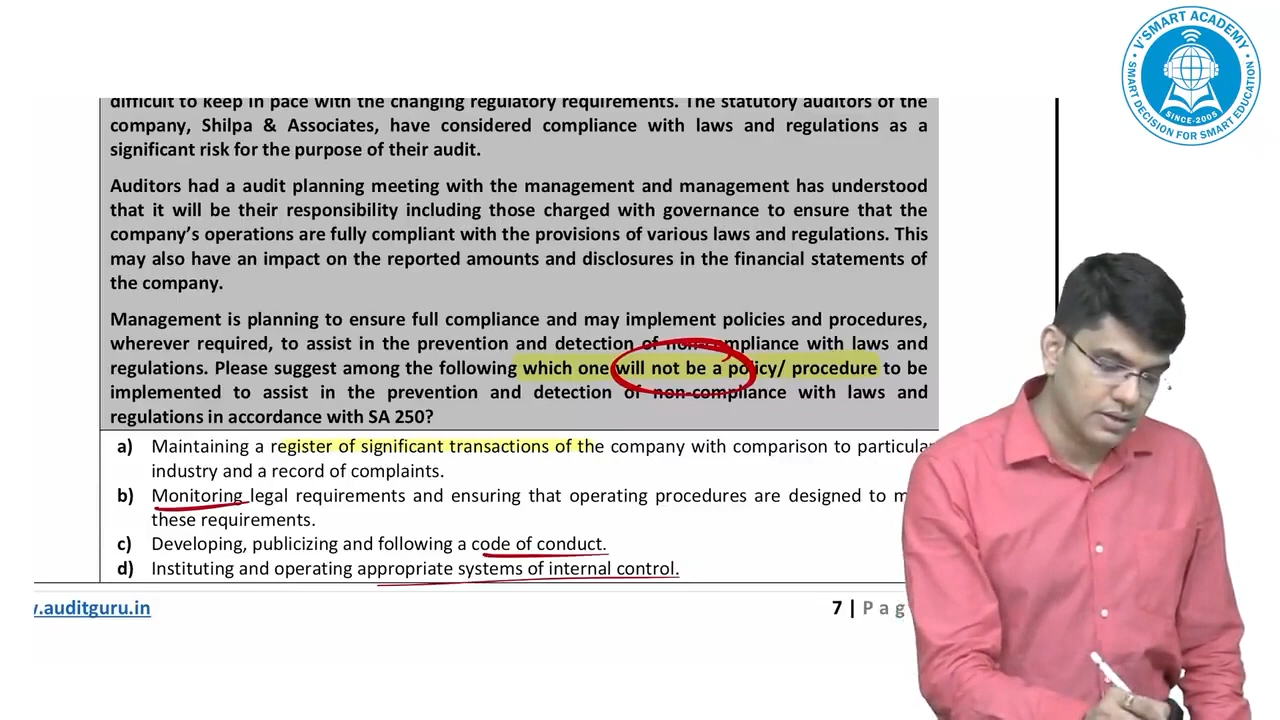 V'SMART ACADEMY
SMART DECISION FOR SMART EDUCATION
SINCE-2005
difficult to keep in pace with the changing regulatory requirements. The statutory auditors of the
company, Shilpa & Associates, have considered compliance with laws and regulations as a
significant risk for the purpose of their audit.
Auditors had a audit planning meeting with the management and management has understood
that it will be their responsibility including those charged with governance to ensure that the
company's operations are fully compliant with the provisions of various laws and regulations. This
may also have an impact on the reported amounts and disclosures in the financial statements of
the company.
Management is planning to ensure full compliance and may implement policies and procedures,
wherever required, to assist in the prevention and detection of non-compliance with laws and
regulations. Please suggest among the following which one will not be a policy/ procedure to be
implemented to assist in the prevention and detection of non-compliance with laws and
regulations in accordance with SA 250?
a) Maintaining a register of significant transactions of the company with comparison to particular
industry and a record of complaints.
b) Monitoring legal requirements and ensuring that operating procedures are designed to
these requirements.
c) Developing, publicizing and following a code of conduct.
d) Instituting and operating appropriate systems of internal control.
.auditguru.in
7 | Pag